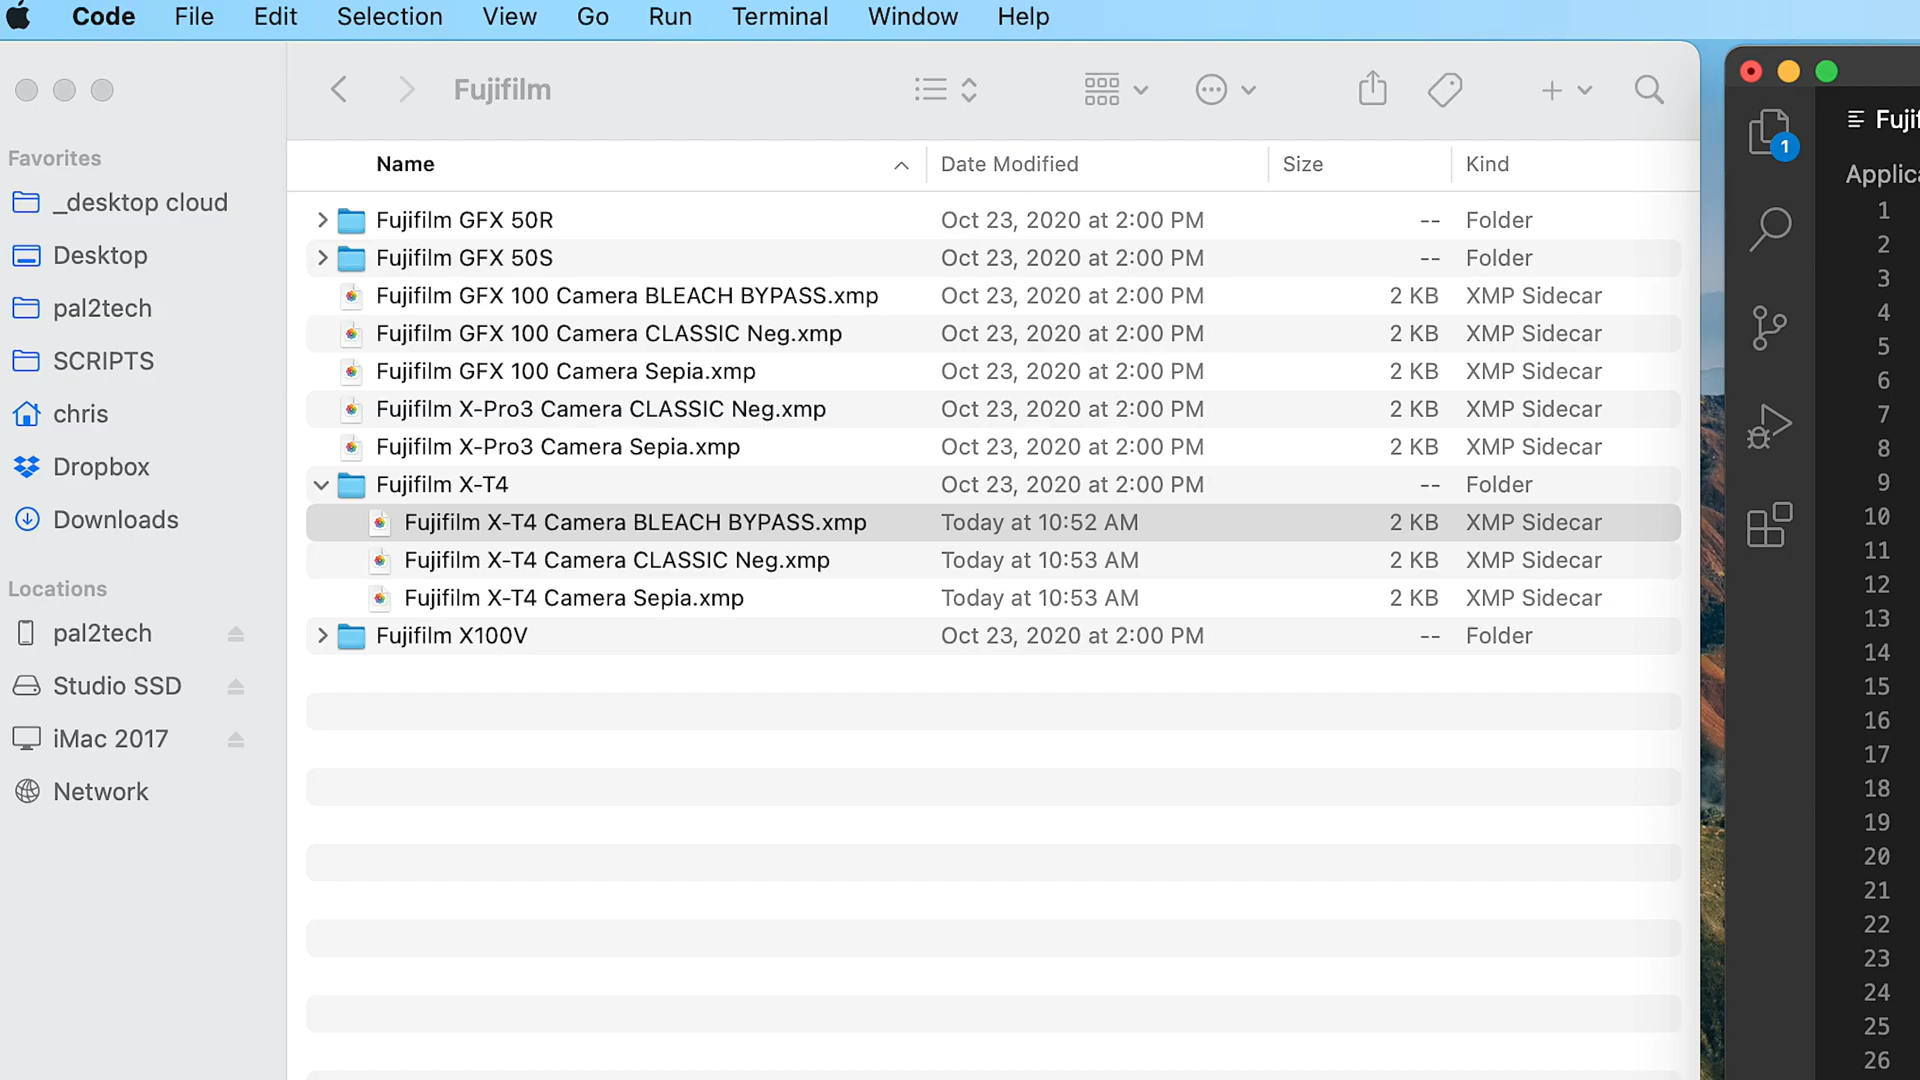 Code File Edit Selection View Go Run Terminal Window Help
Fujifilm
Favorites
_desktop cloud
Desktop
pal2tech
SCRIPTS
chris
Dropbox
Downloads
Locations
pal2tech
Studio SSD
iMac 2017
Network
Name Date Modified Size Kind
Fujifilm GFX 50R Oct 23, 2020 at 2:00 PM -- Folder
Fujifilm GFX 50S Oct 23, 2020 at 2:00 PM -- Folder
Fujifilm GFX 100 Camera BLEACH BYPASS.xmp Oct 23, 2020 at 2:00 PM 2 KB XMP Sidecar
Fujifilm GFX 100 Camera CLASSIC Neg.xmp Oct 23, 2020 at 2:00 PM 2 KB XMP Sidecar
Fujifilm GFX 100 Camera Sepia.xmp Oct 23, 2020 at 2:00 PM 2 KB XMP Sidecar
Fujifilm X-Pro3 Camera CLASSIC Neg.xmp Oct 23, 2020 at 2:00 PM 2 KB XMP Sidecar
Fujifilm X-Pro3 Camera Sepia.xmp Oct 23, 2020 at 2:00 PM 2 KB XMP Sidecar
Fujifilm X-T4 Oct 23, 2020 at 2:00 PM -- Folder
Fujifilm X-T4 Camera BLEACH BYPASS.xmp Today at 10:52 AM 2 KB XMP Sidecar
Fujifilm X-T4 Camera CLASSIC Neg.xmp Today at 10:53 AM 2 KB XMP Sidecar
Fujifilm X-T4 Camera Sepia.xmp Today at 10:53 AM 2 KB XMP Sidecar
Fujifilm X100V Oct 23, 2020 at 2:00 PM -- Folder
1
Fujif
Applica
1
2
3
4
5
6
7
8
9
10
11
12
13
14
15
16
17
18
19
20
21
22
23
24
25
26